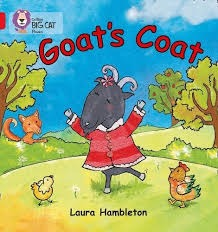 Collins
BIG CAT
Phonics
Goat's Coat
Laura Hambleton